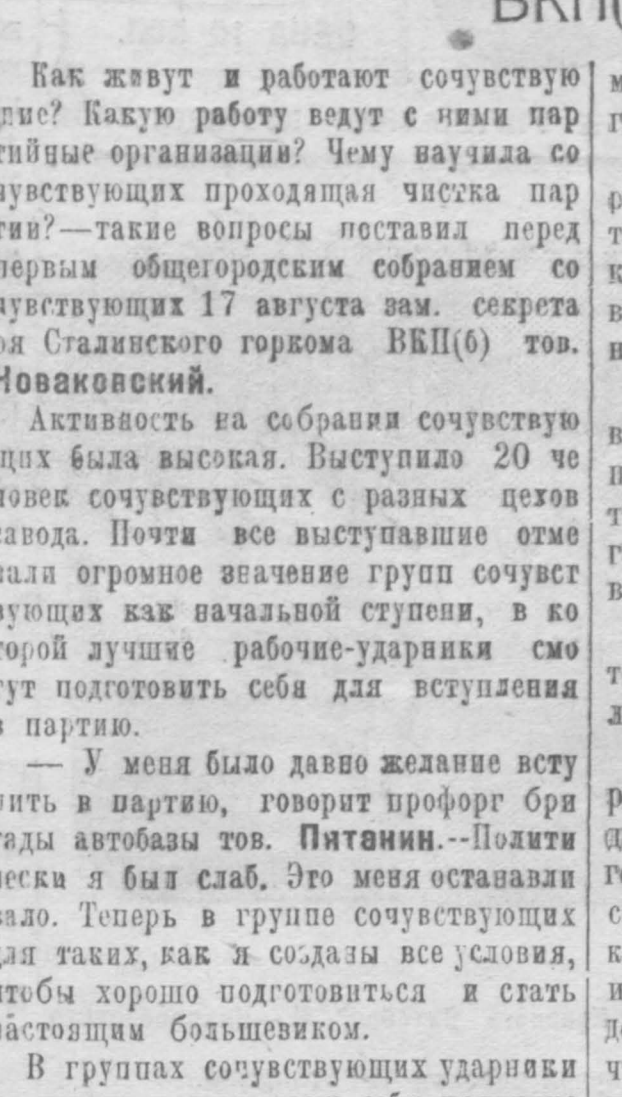 ВКП(
Как живут и работают сочувствую
щие? Какую работу ведут с ними пар
тийные организации? Чему научила со
чувствующих проходящая чистка пар
тии?—такие вопросы поставил перед
первым общегородским собранием со
чувствующих 17 августа зам. секрета
ря Сталинского горкома ВКП(б) тов.
Новаковский.
Активность на собрании сочувствую
щих была высокая. Выступило 20 че
ловек сочувствующих с разных цехов
завода. Почти все выступавшие отме
чали огромное значение групп сочувст
вующих как начальной ступени, в ко
торой лучшие рабочие-ударники смо
гут подготовить себя для вступления
в партию.
— У меня было давно желание всту
пить в партию, говорит профорг бри
гады автобазы тов. Питанин.--Полити
чески я был слаб. Это меня останавли
вало. Теперь в группе сочувствующих
для таких, как я созданы все условия,
чтобы хорошо подготовиться и стать
настоящим большевиком.
В группах сочувствующих ударники